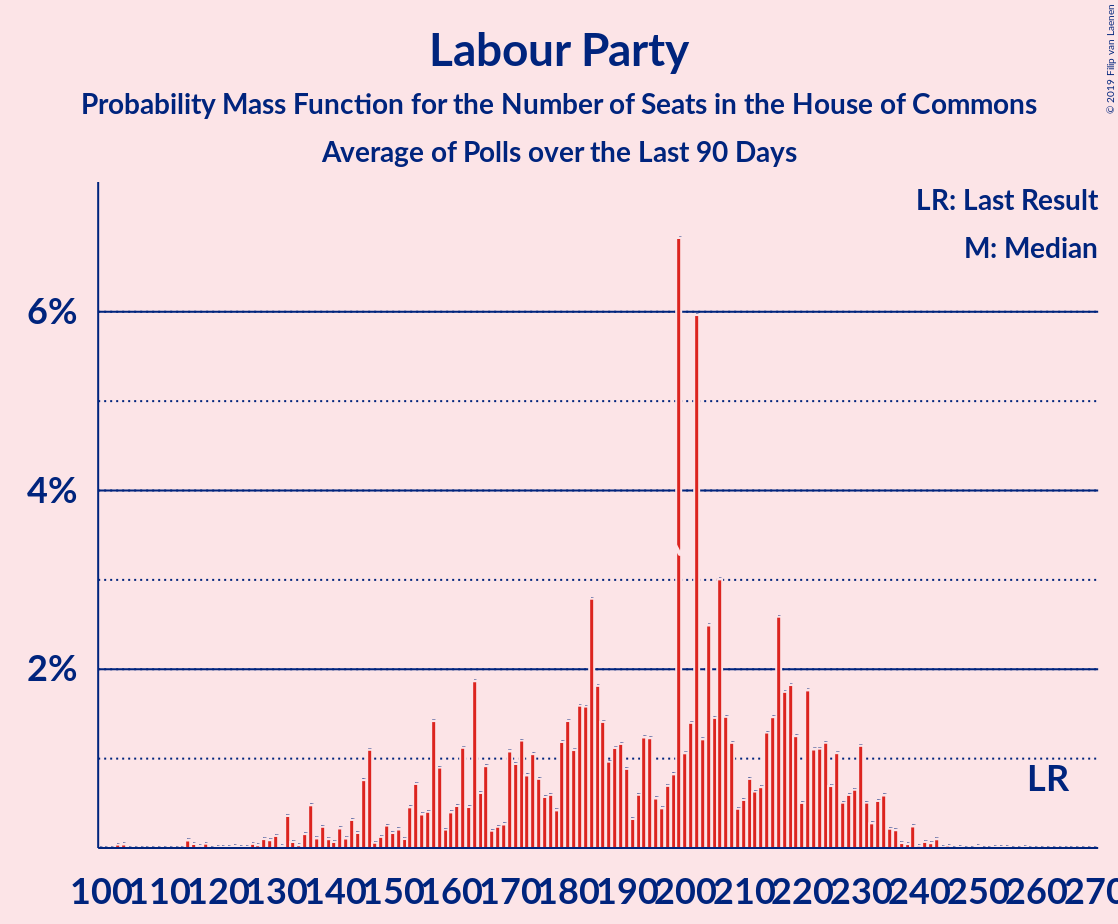 Labour Party
Probability Mass Function for the Number of Seats in the House of Commons
Average of Polls over the Last 90 Days
© 2019 Filip van Laenen
LR: Last Result
M: Median
6%
4%
2%
LR
100 110 120 130 140 150 160 170 180 190 200 210 220 230 240 250 260 270